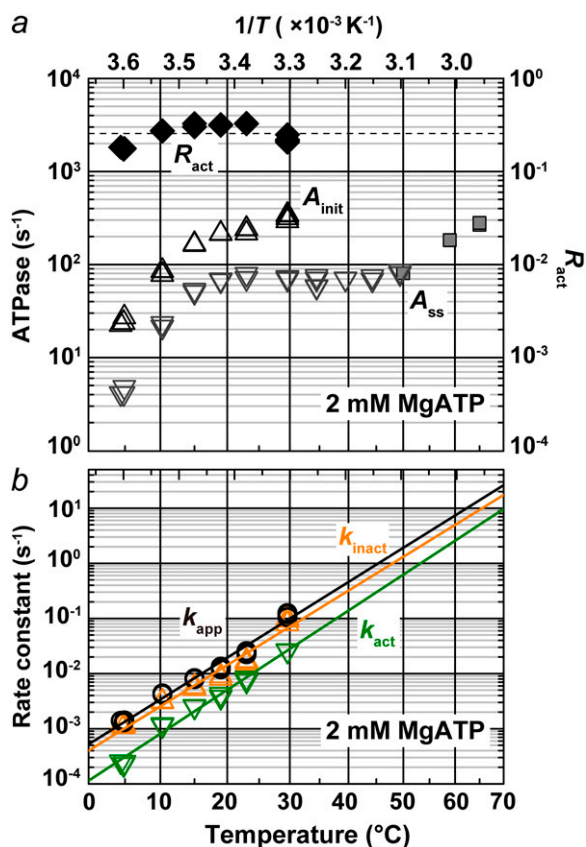 a
1/T ( ×10⁻³ K⁻¹)
3.6 3.5 3.4 3.3 3.2 3.1 3.0
10⁴ 10⁰
R_act
10³ 10⁻¹
A_init
ATPase (s⁻¹)
10² 10⁻²
R_act
A_ss
10¹ 10⁻³
2 mM MgATP
10⁰ 10⁻⁴
b
10¹
k_inact
10⁰
Rate constant (s⁻¹)
10⁻¹
k_app
k_act
10⁻²
10⁻³
2 mM MgATP
10⁻⁴
0 10 20 30 40 50 60 70
Temperature (°C)